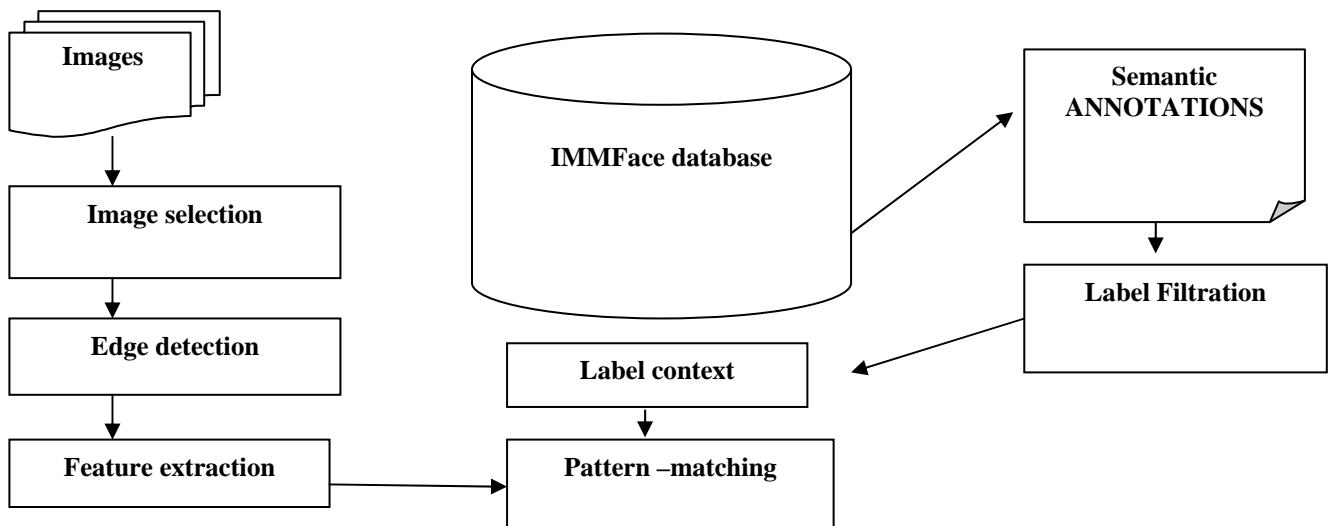 Images
Image selection
Edge detection
Feature extraction
IMMFace database
Label context
Pattern –matching
Semantic
ANNOTATIONS
Label Filtration